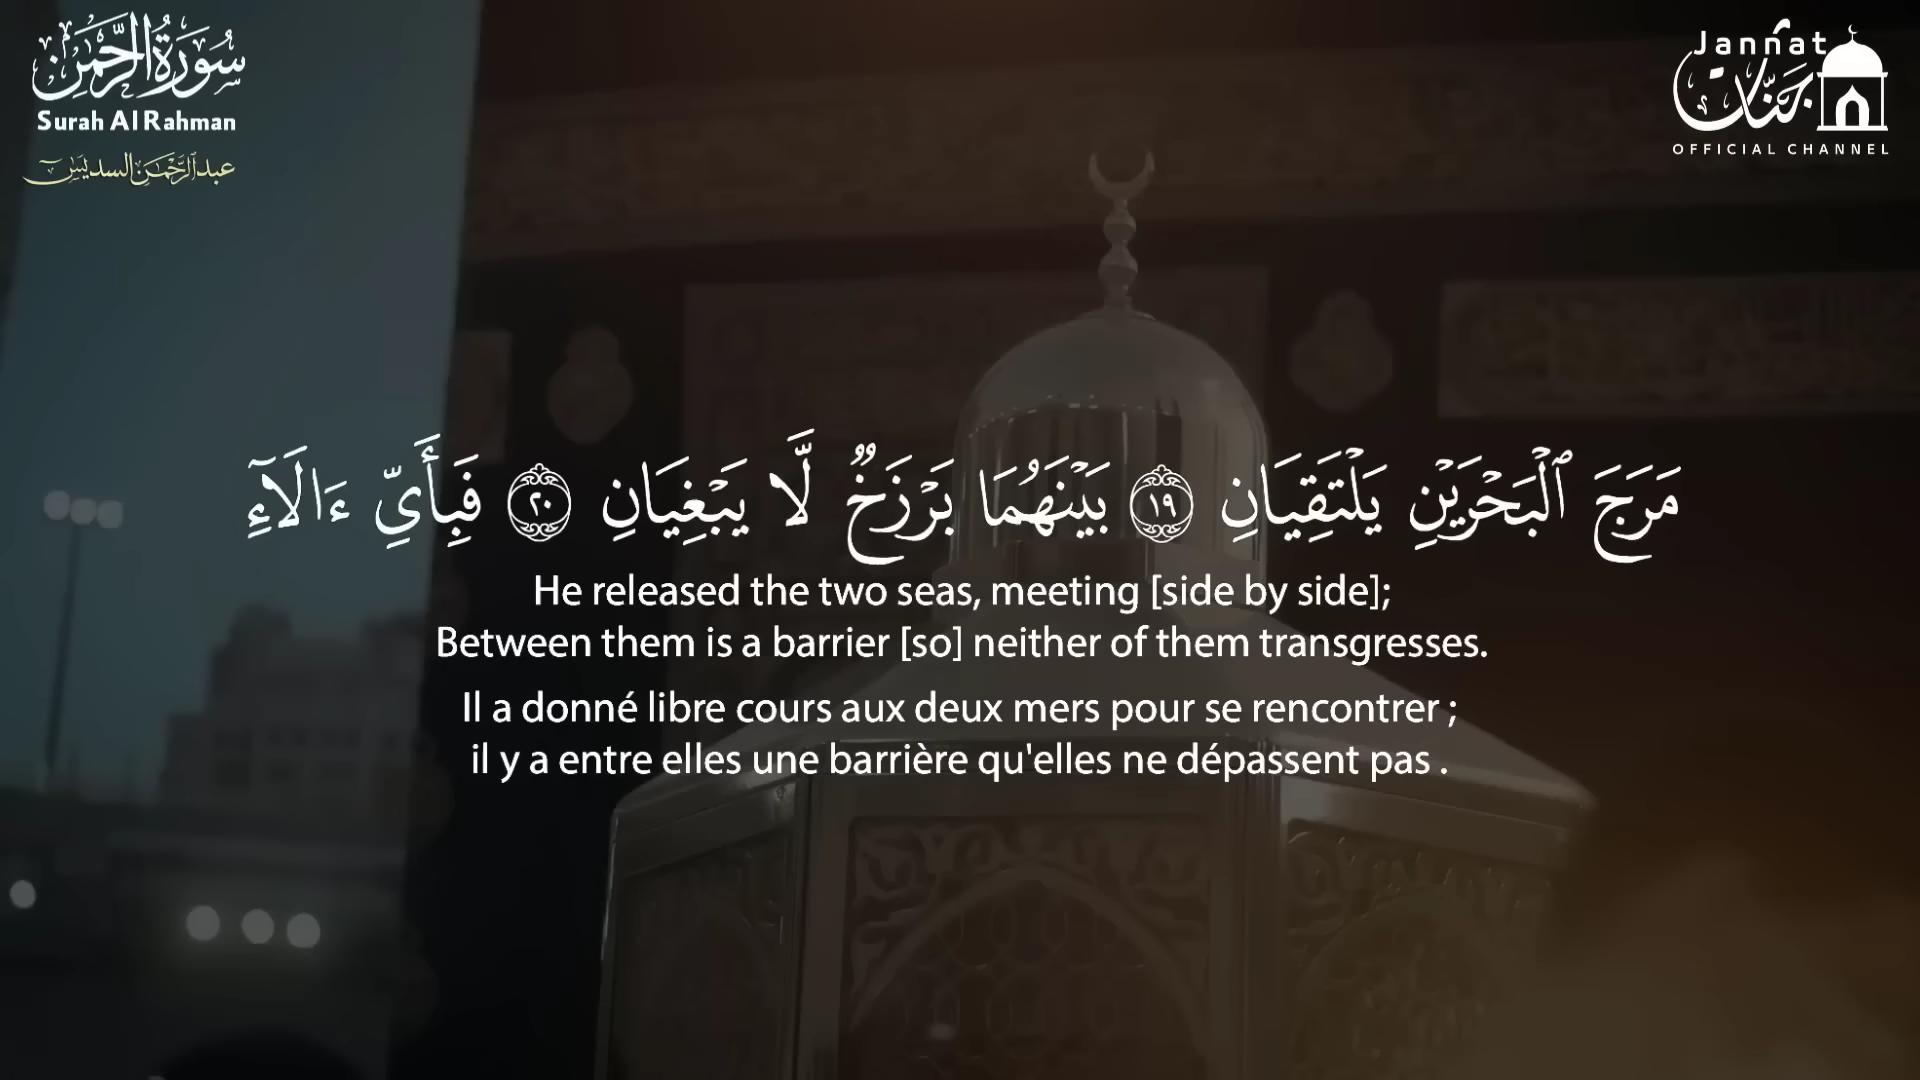 سُورَةُ الرَّحْمَٰن
Surah Al Rahman
عبد الرَّحْمَن السديس
Jannat
جَنَّات
OFFICIAL CHANNEL
مَرَجَ ٱلْبَحْرَيْنِ يَلْتَقِيَانِ ١٩ بَيْنَهُمَا بَرْزَخٌ لَّا يَبْغِيَانِ ٢٠ فَبِأَىِّ ءَالَآءِ
He released the two seas, meeting [side by side];
Between them is a barrier [so] neither of them transgresses.
Il a donné libre cours aux deux mers pour se rencontrer ;
il y a entre elles une barrière qu'elles ne dépassent pas .